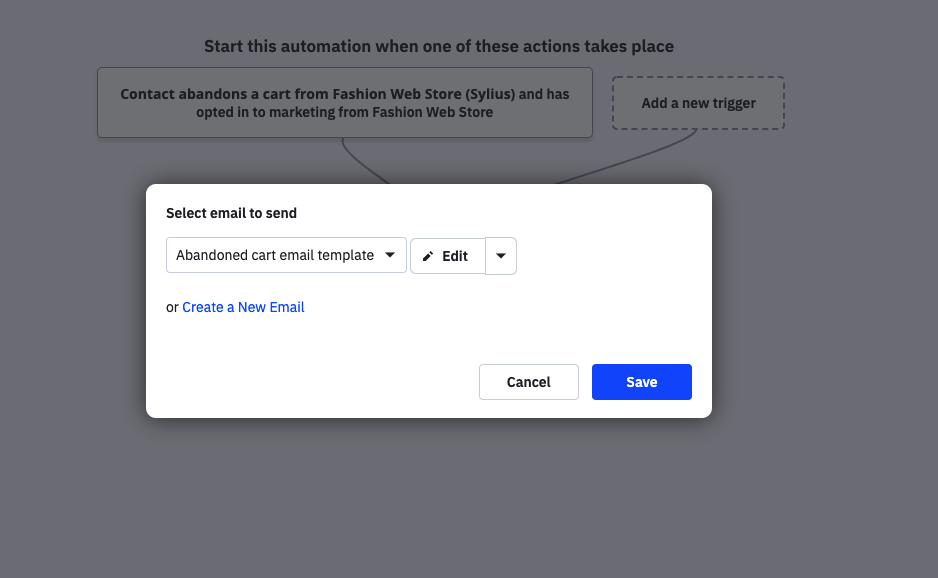 Start this automation when one of these actions takes place
Contact abandons a cart from Fashion Web Store (Sylius) and has
opted in to marketing from Fashion Web Store
Add a new trigger
Select email to send
Abandoned cart email template
Edit
or Create a New Email
Cancel
Save